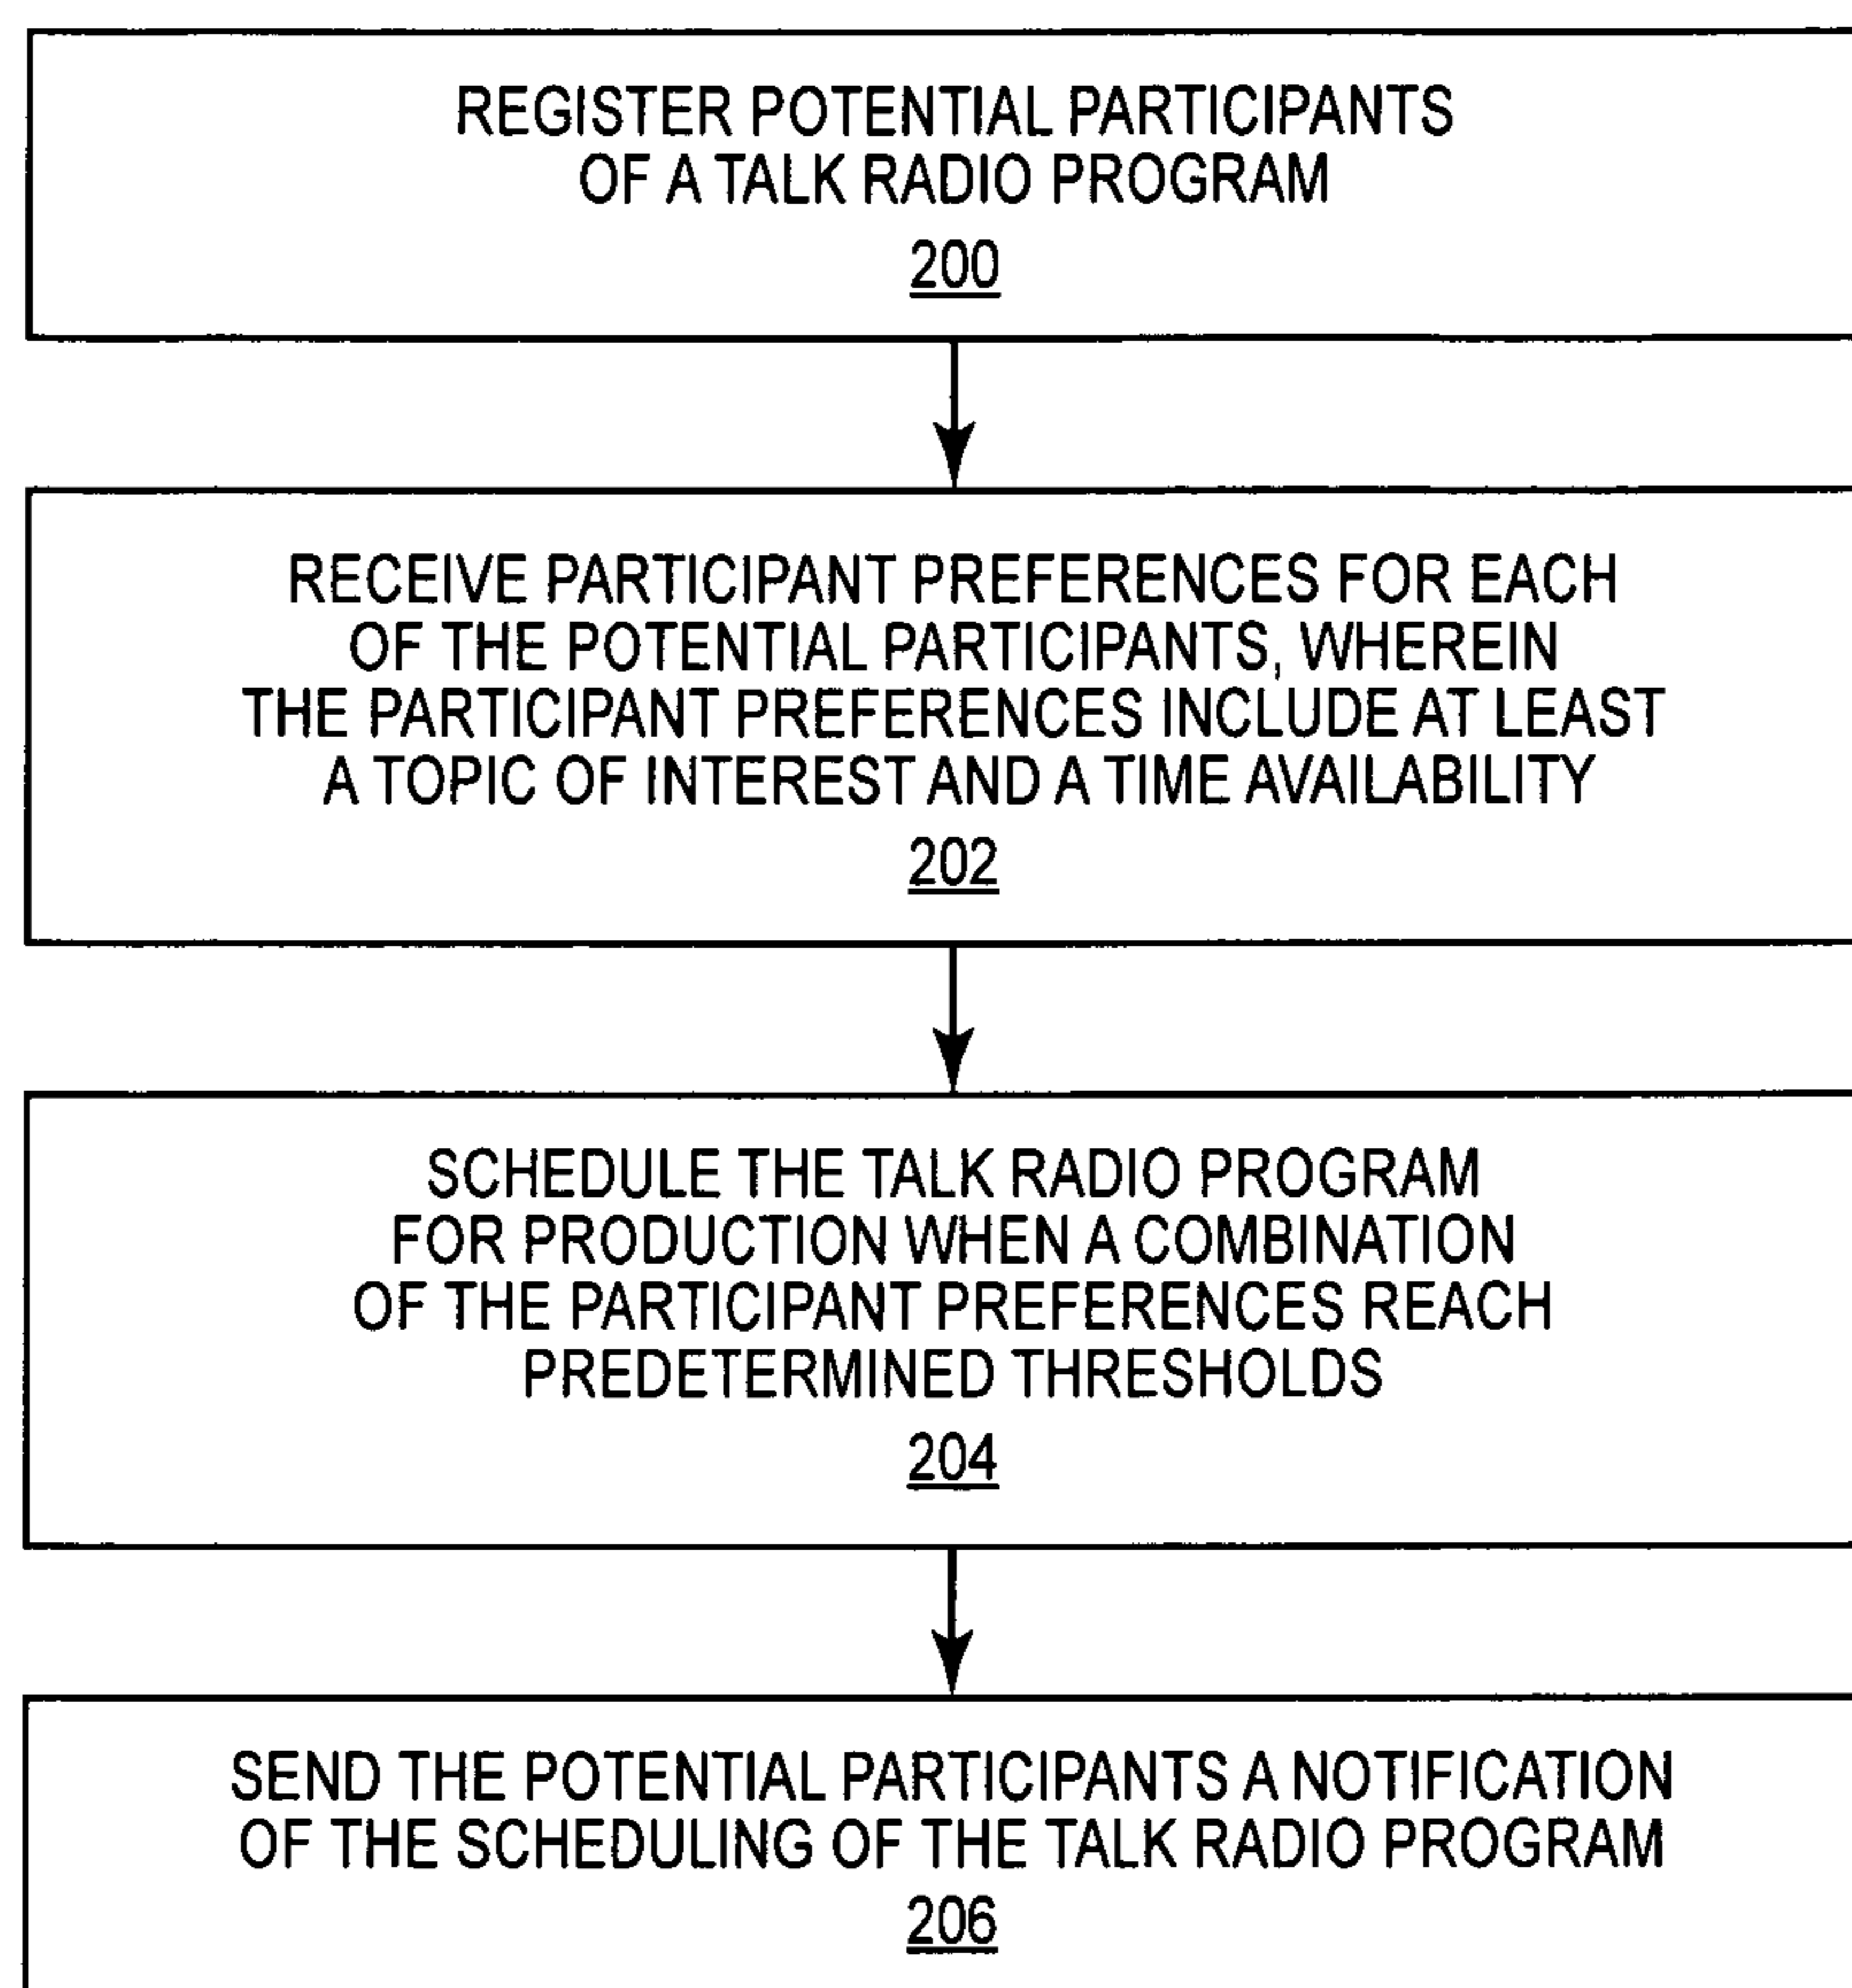 REGISTER POTENTIAL PARTICIPANTS
OF A TALK RADIO PROGRAM
200
RECEIVE PARTICIPANT PREFERENCES FOR EACH
OF THE POTENTIAL PARTICIPANTS, WHEREIN
THE PARTICIPANT PREFERENCES INCLUDE AT LEAST
A TOPIC OF INTEREST AND A TIME AVAILABILITY
202
SCHEDULE THE TALK RADIO PROGRAM
FOR PRODUCTION WHEN A COMBINATION
OF THE PARTICIPANT PREFERENCES REACH
PREDETERMINED THRESHOLDS
204
SEND THE POTENTIAL PARTICIPANTS A NOTIFICATION
OF THE SCHEDULING OF THE TALK RADIO PROGRAM
206